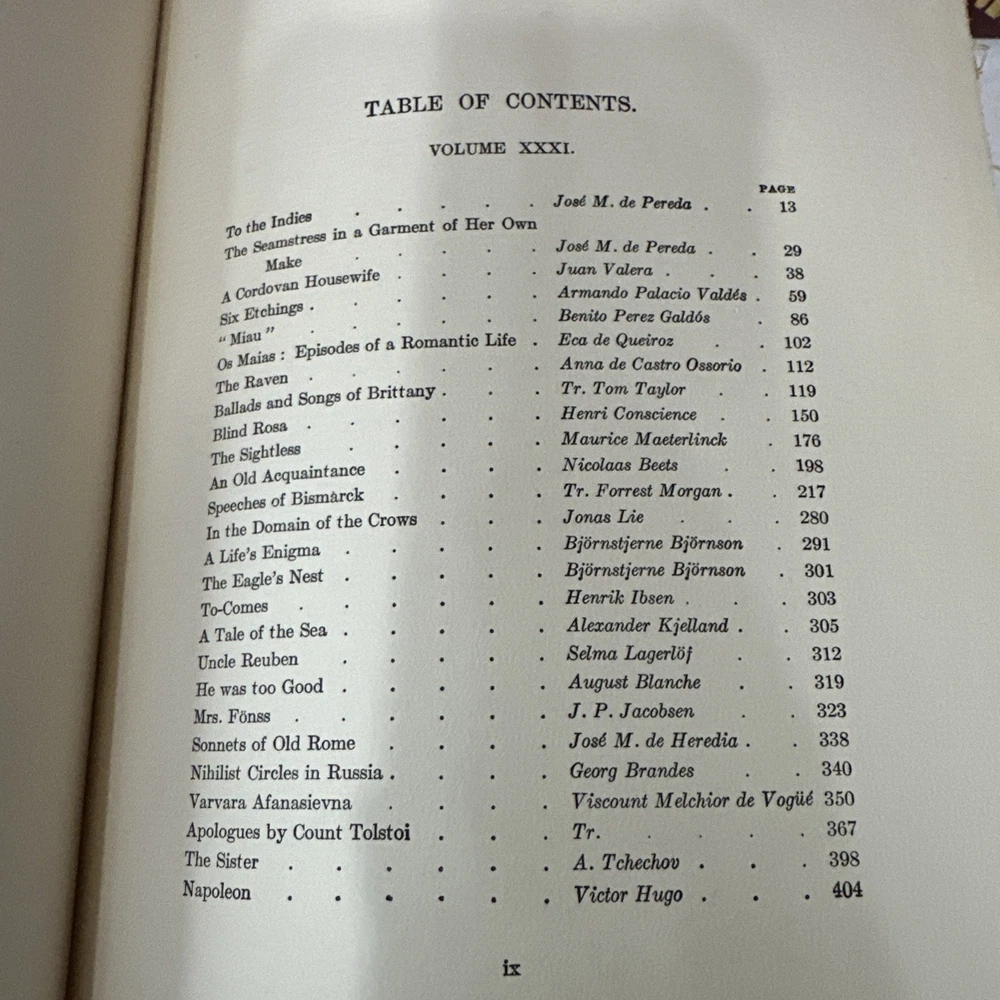 TABLE OF CONTENTS.
VOLUME XXXI.
PAGE
To the Indies . . . . . José M. de Pereda . . 13
The Seamstress in a Garment of Her Own
Make . . . . . José M. de Pereda . . 29
A Cordovan Housewife . . . . Juan Valera . . . 38
Six Etchings . . . . . . Armando Palacio Valdés . 59
“Miau” . . . . . . Benito Perez Galdós . 86
Os Maias : Episodes of a Romantic Life . Eca de Queiroz . . 102
The Raven . . . . . . Anna de Castro Ossorio . 112
Ballads and Songs of Brittany . . . Tr. Tom Taylor . . 119
Blind Rosa . . . . . . Henri Conscience . . 150
The Sightless . . . . . Maurice Maeterlinck . 176
An Old Acquaintance . . . . Nicolaas Beets . . 198
Speeches of Bismarck . . . . Tr. Forrest Morgan . . 217
In the Domain of the Crows . . . Jonas Lie . . . 280
A Life's Enigma . . . . . Björnstjerne Björnson . 291
The Eagle's Nest . . . . . Björnstjerne Björnson . 301
To-Comes . . . . . . Henrik Ibsen . . . 303
A Tale of the Sea . . . . . Alexander Kjelland . . 305
Uncle Reuben . . . . . Selma Lagerlöf . . 312
He was too Good . . . . . August Blanche . . 319
Mrs. Fönss . . . . . . J. P. Jacobsen . . 323
Sonnets of Old Rome . . . . José M. de Heredia . . 338
Nihilist Circles in Russia . . . . Georg Brandes . . 340
Varvara Afanasievna . . . . Viscount Melchior de Vogüé 350
Apologues by Count Tolstoi . . . Tr. . . . . 367
The Sister . . . . . . A. Tchechov . . . 398
Napoleon . . . . . . Victor Hugo . . . 404
ix